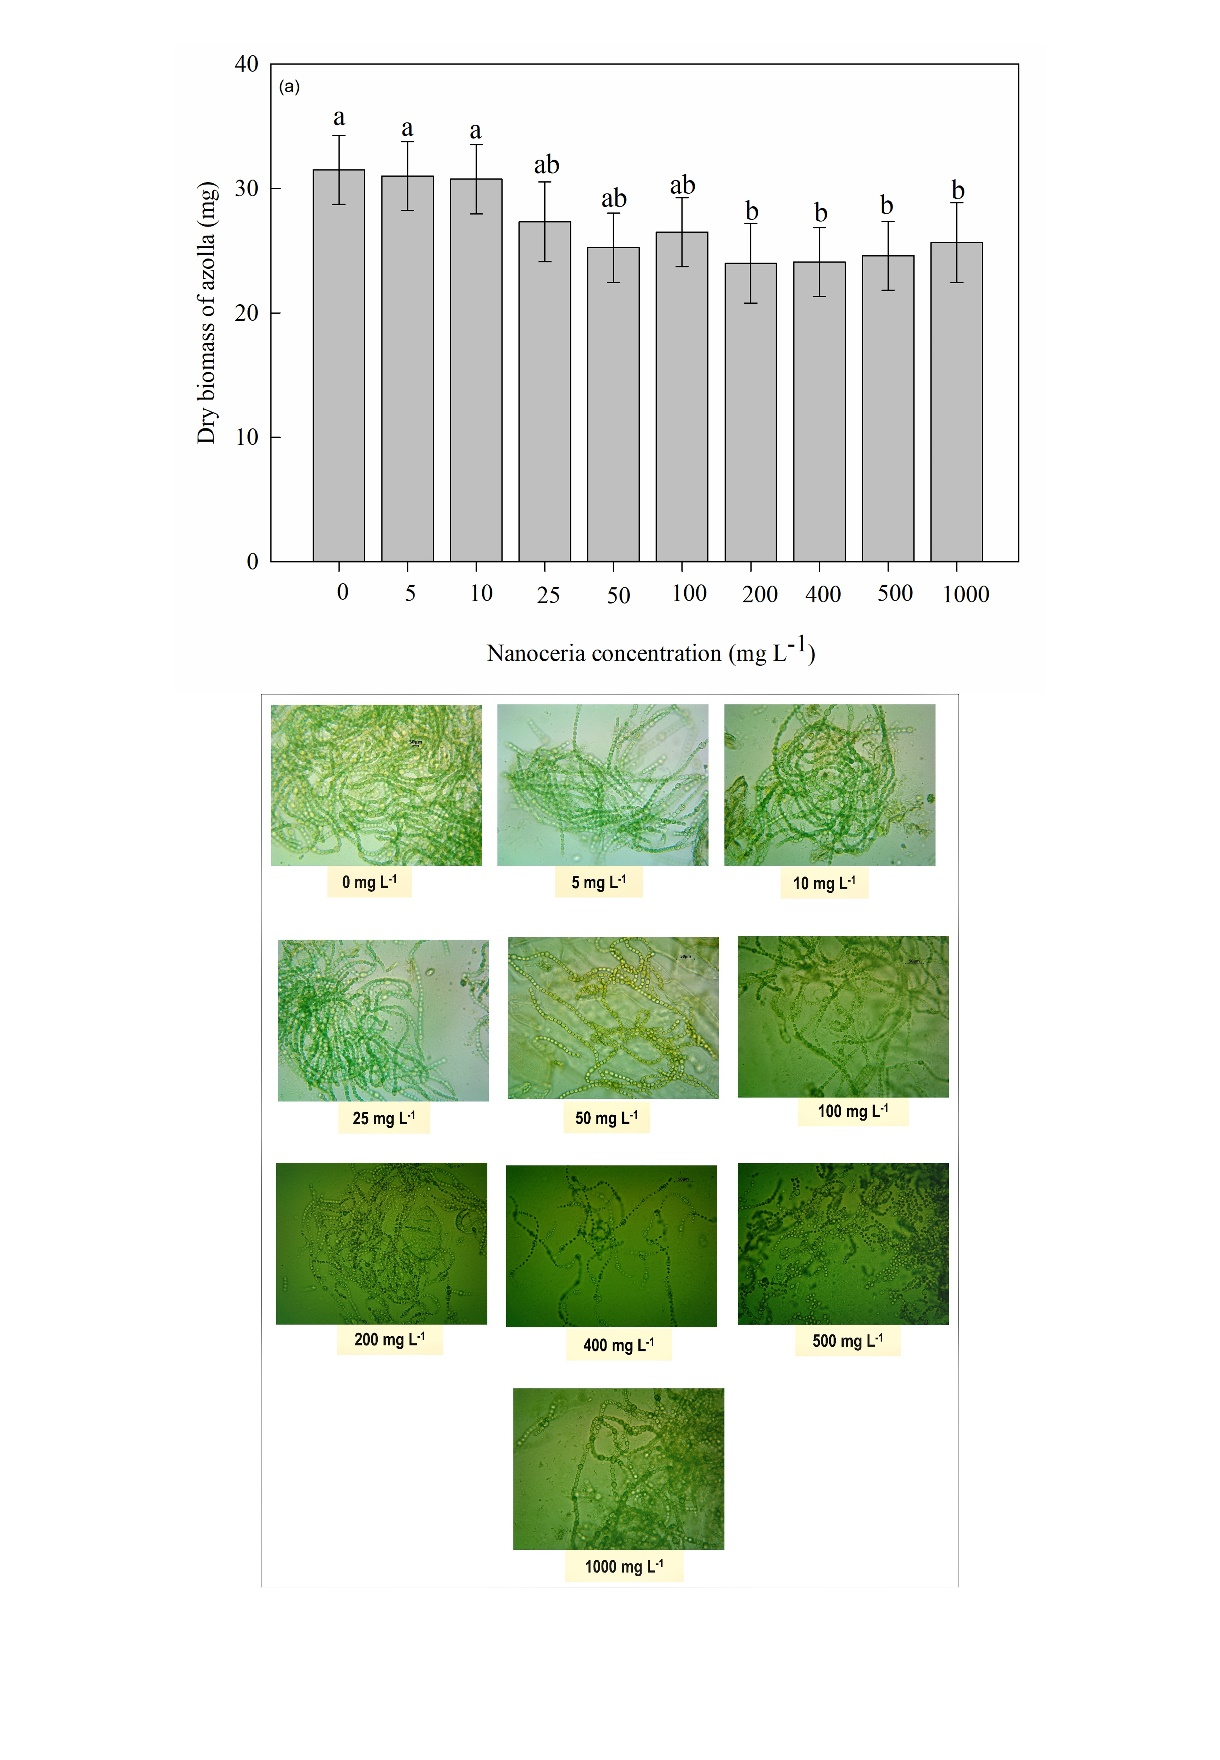 40
(a)
a
a
a
ab
ab
ab
b
b
b
b
30
20
10
0
Dry biomass of azolla (mg)
0 5 10 25 50 100 200 400 500 1000
Nanoceria concentration (mg L-1)
0 mg L-1
5 mg L-1
10 mg L-1
25 mg L-1
50 mg L-1
100 mg L-1
200 mg L-1
400 mg L-1
500 mg L-1
1000 mg L-1